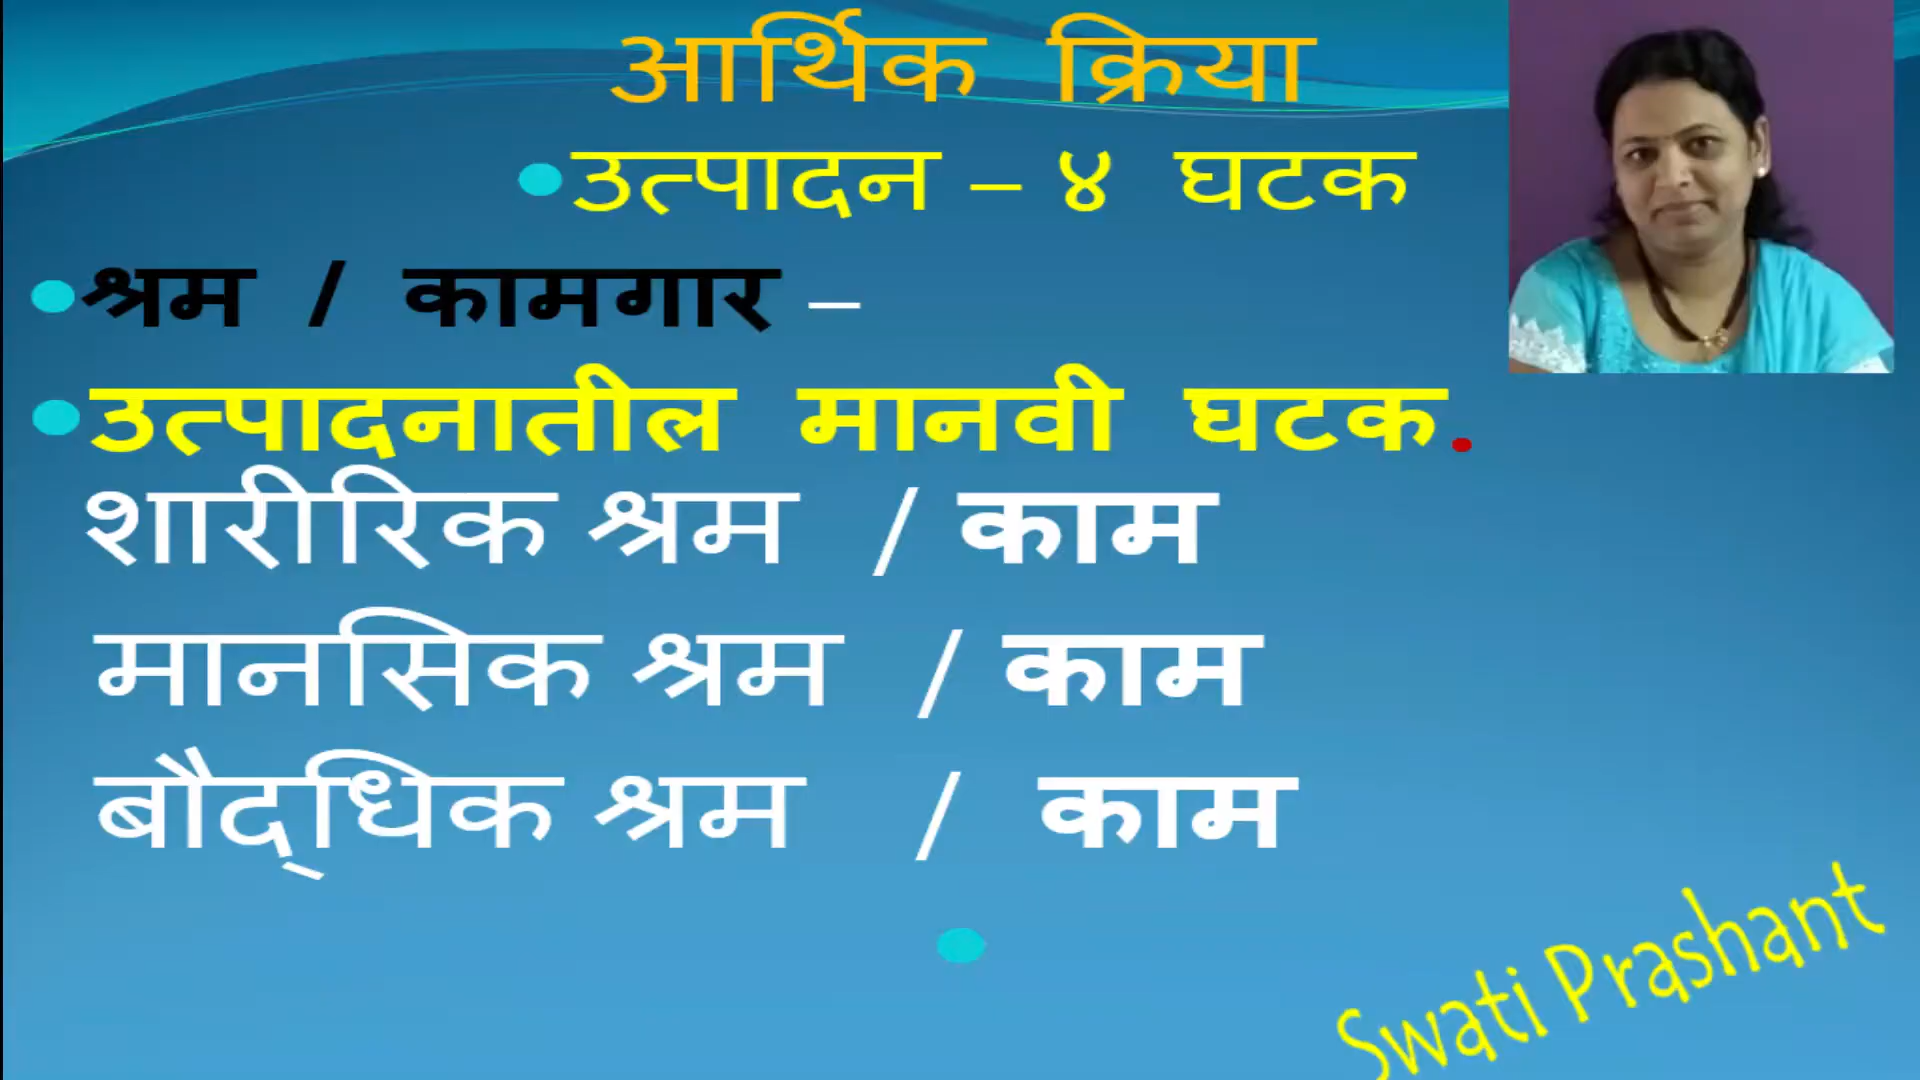 आर्थिक क्रिया
उत्पादन – ४ घटक
श्रम / कामगार –
उत्पादनातील मानवी घटक.
शारीरिक श्रम / काम
मानसिक श्रम / काम
बौद्‌धिक श्रम / काम
Swati Prashant